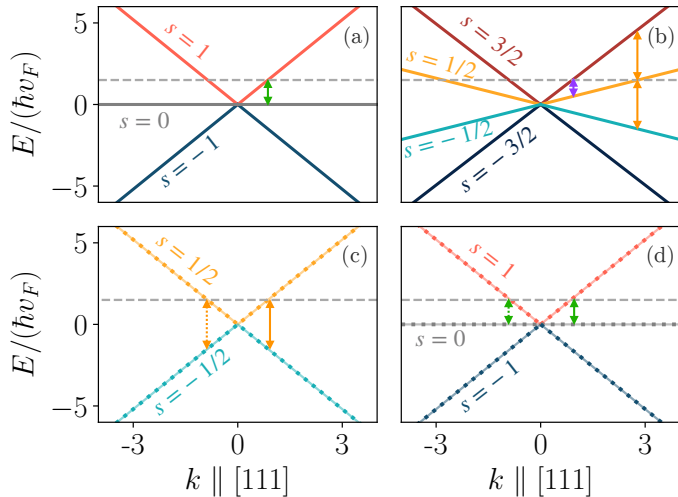 E/(ħv_F)
5
0
−5
(a)
s = 1
s = 0
s = − 1
(b)
s = 3/2
s = 1/2
s = − 1/2
s = − 3/2
E/(ħv_F)
5
0
−5
(c)
s = 1/2
s = − 1/2
(d)
s = 1
s = 0
s = − 1
-3 0 3
-3 0 3
k ∥ [111]
k ∥ [111]